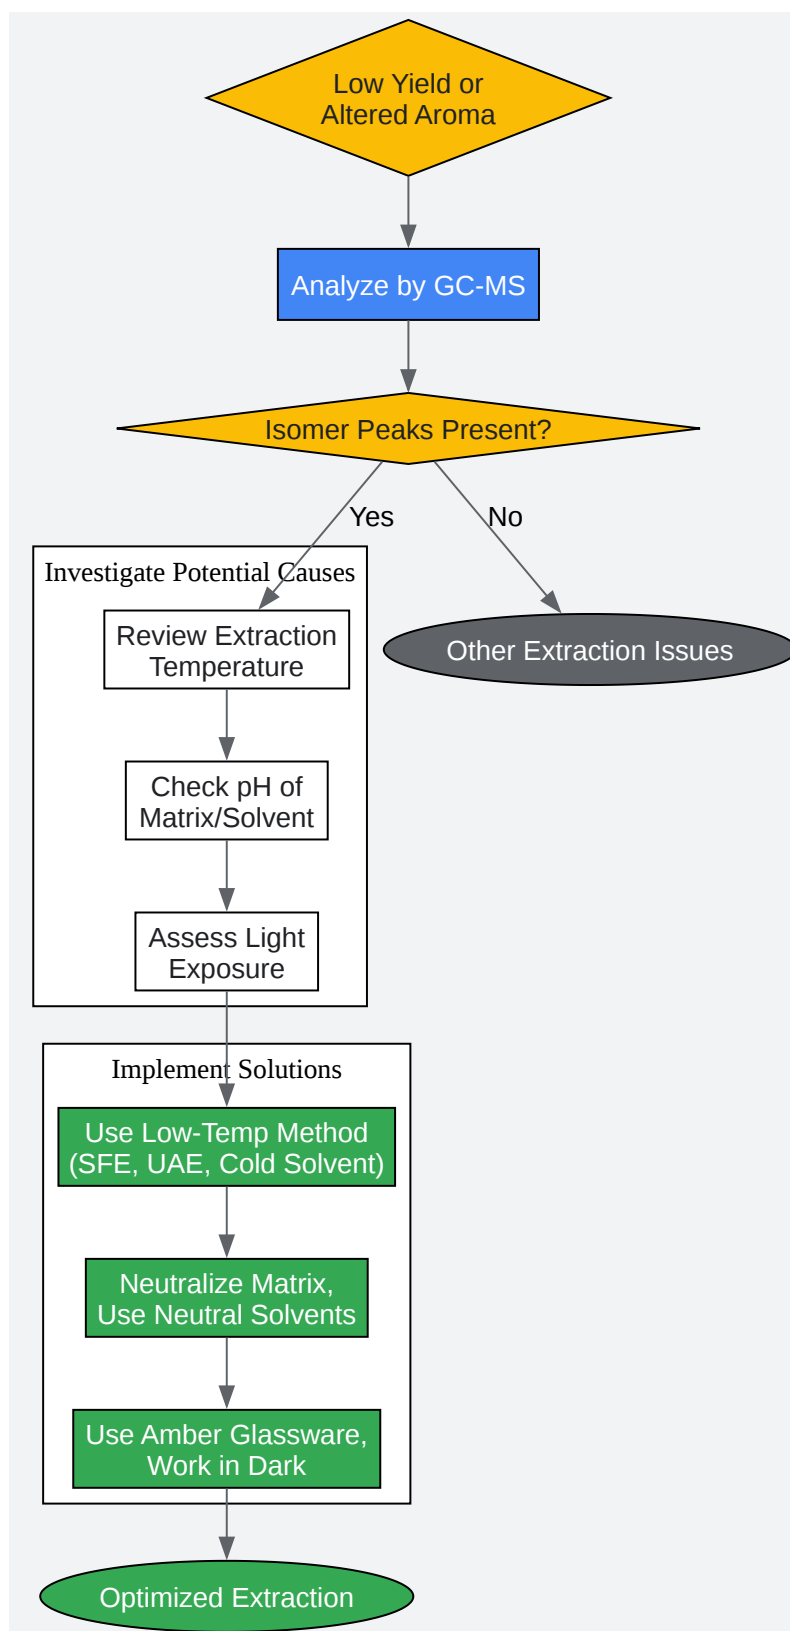 Low Yield or
Altered Aroma
Analyze by GC-MS
Isomer Peaks Present?
Yes
No
Investigate Potential Causes
Review Extraction
Temperature
Other Extraction Issues
Check pH of
Matrix/Solvent
Assess Light
Exposure
Implement Solutions
Use Low-Temp Method
(SFE, UAE, Cold Solvent)
Neutralize Matrix,
Use Neutral Solvents
Use Amber Glassware,
Work in Dark
Optimized Extraction